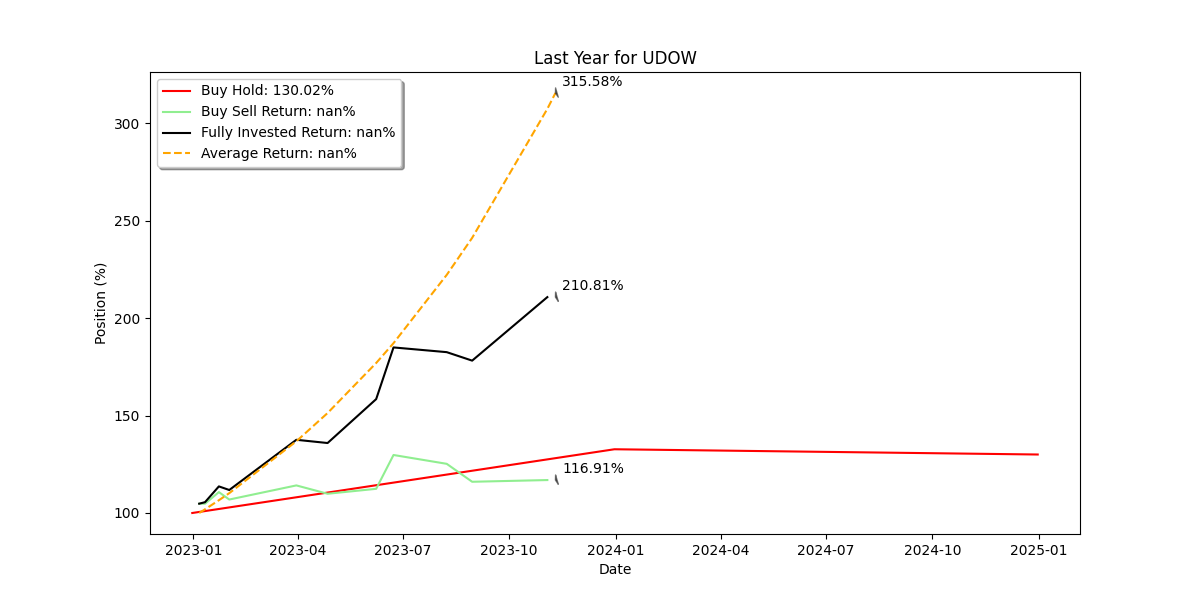 Last Year for UDOW
Buy Hold: 130.02%
Buy Sell Return: nan%
Fully Invested Return: nan%
Average Return: nan%
315.58%
210.81%
116.91%
Position (%)
300
250
200
150
100
2023-01 2023-04 2023-07 2023-10 2024-01 2024-04 2024-07 2024-10 2025-01
Date